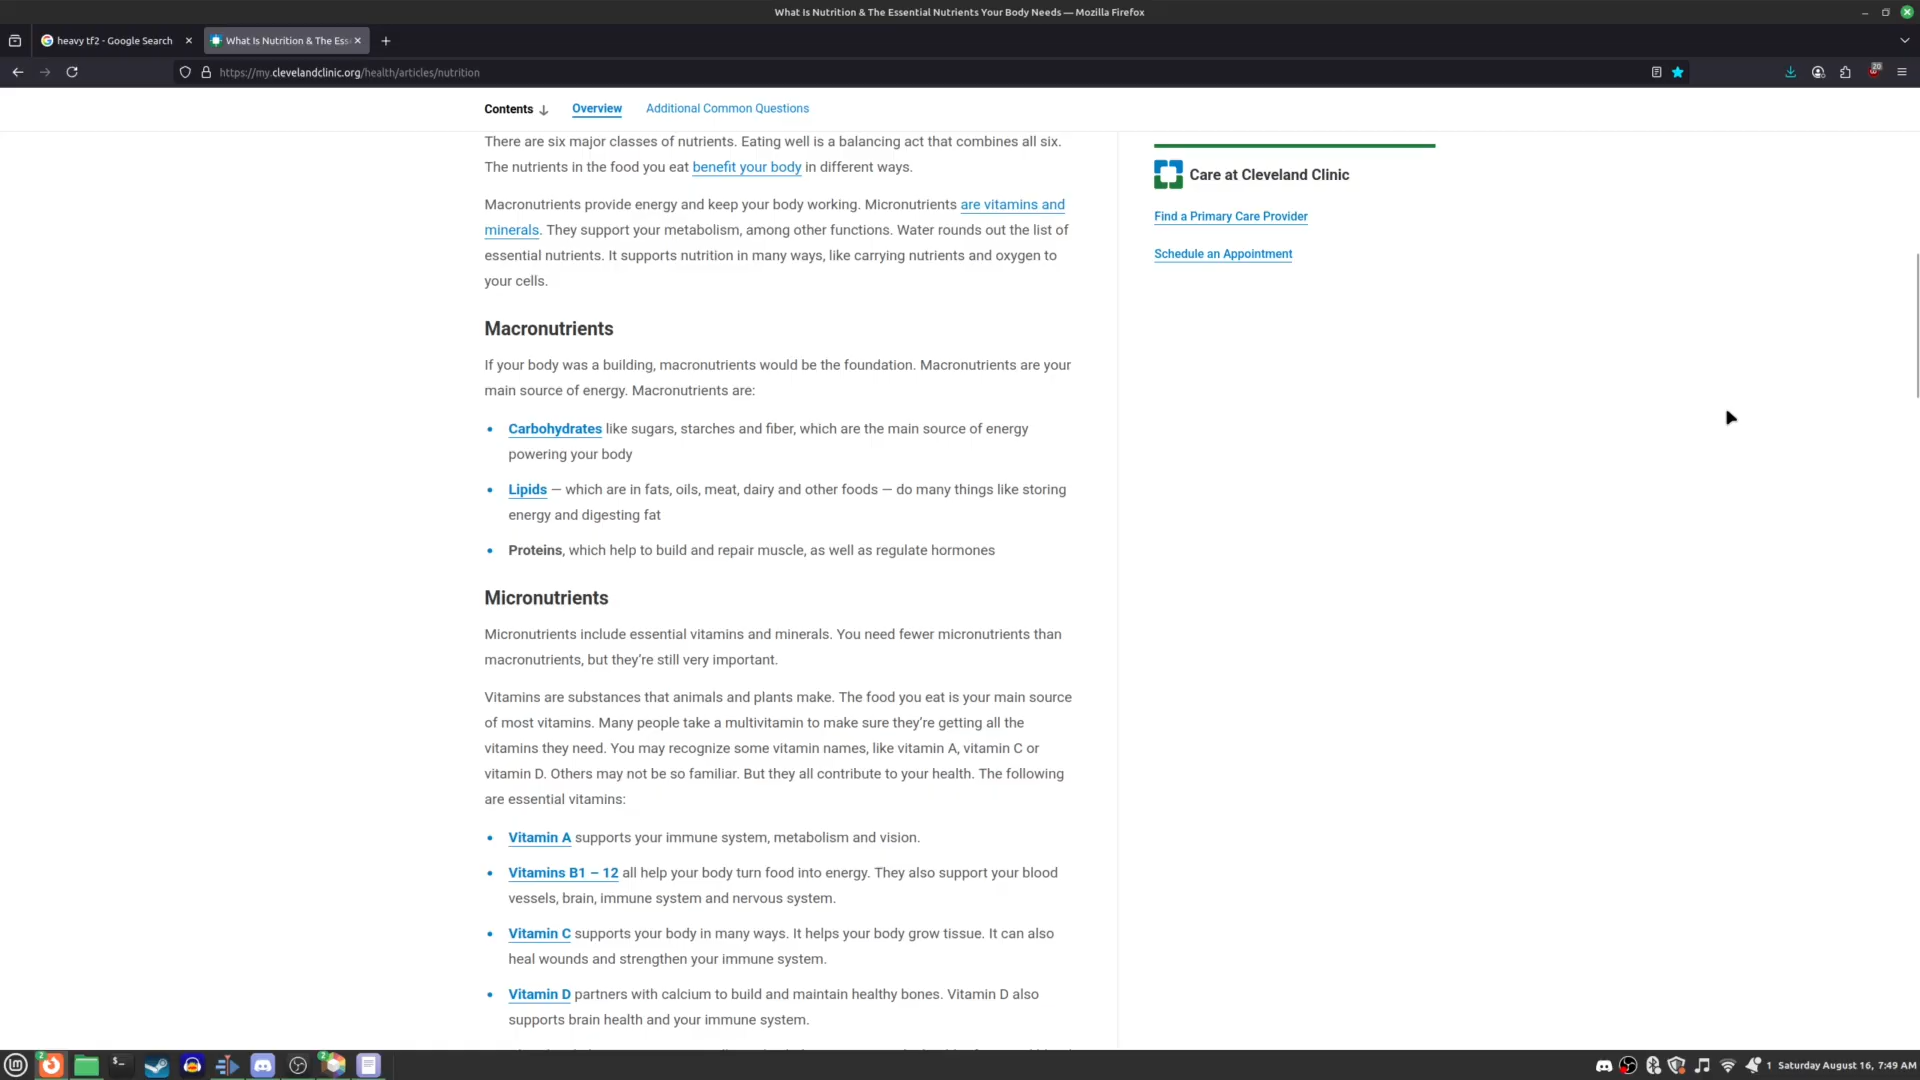 What Is Nutrition & The Essential Nutrients Your Body Needs — Mozilla Firefox
heavy tf2 - Google Search
What Is Nutrition & The Ess
https://my.clevelandclinic.org/health/articles/nutrition
20
Contents
Overview
Additional Common Questions
There are six major classes of nutrients. Eating well is a balancing act that combines all six.
The nutrients in the food you eat benefit your body in different ways.
Macronutrients provide energy and keep your body working. Micronutrients are vitamins and
minerals. They support your metabolism, among other functions. Water rounds out the list of
essential nutrients. It supports nutrition in many ways, like carrying nutrients and oxygen to
your cells.
Macronutrients
If your body was a building, macronutrients would be the foundation. Macronutrients are your
main source of energy. Macronutrients are:
• Carbohydrates like sugars, starches and fiber, which are the main source of energy
powering your body
• Lipids — which are in fats, oils, meat, dairy and other foods — do many things like storing
energy and digesting fat
• Proteins, which help to build and repair muscle, as well as regulate hormones
Micronutrients
Micronutrients include essential vitamins and minerals. You need fewer micronutrients than
macronutrients, but they're still very important.
Vitamins are substances that animals and plants make. The food you eat is your main source
of most vitamins. Many people take a multivitamin to make sure they're getting all the
vitamins they need. You may recognize some vitamin names, like vitamin A, vitamin C or
vitamin D. Others may not be so familiar. But they all contribute to your health. The following
are essential vitamins:
• Vitamin A supports your immune system, metabolism and vision.
• Vitamins B1 – 12 all help your body turn food into energy. They also support your blood
vessels, brain, immune system and nervous system.
• Vitamin C supports your body in many ways. It helps your body grow tissue. It can also
heal wounds and strengthen your immune system.
• Vitamin D partners with calcium to build and maintain healthy bones. Vitamin D also
supports brain health and your immune system.
Care at Cleveland Clinic
Find a Primary Care Provider
Schedule an Appointment
2
2
1
Saturday August 16, 7:49 AM